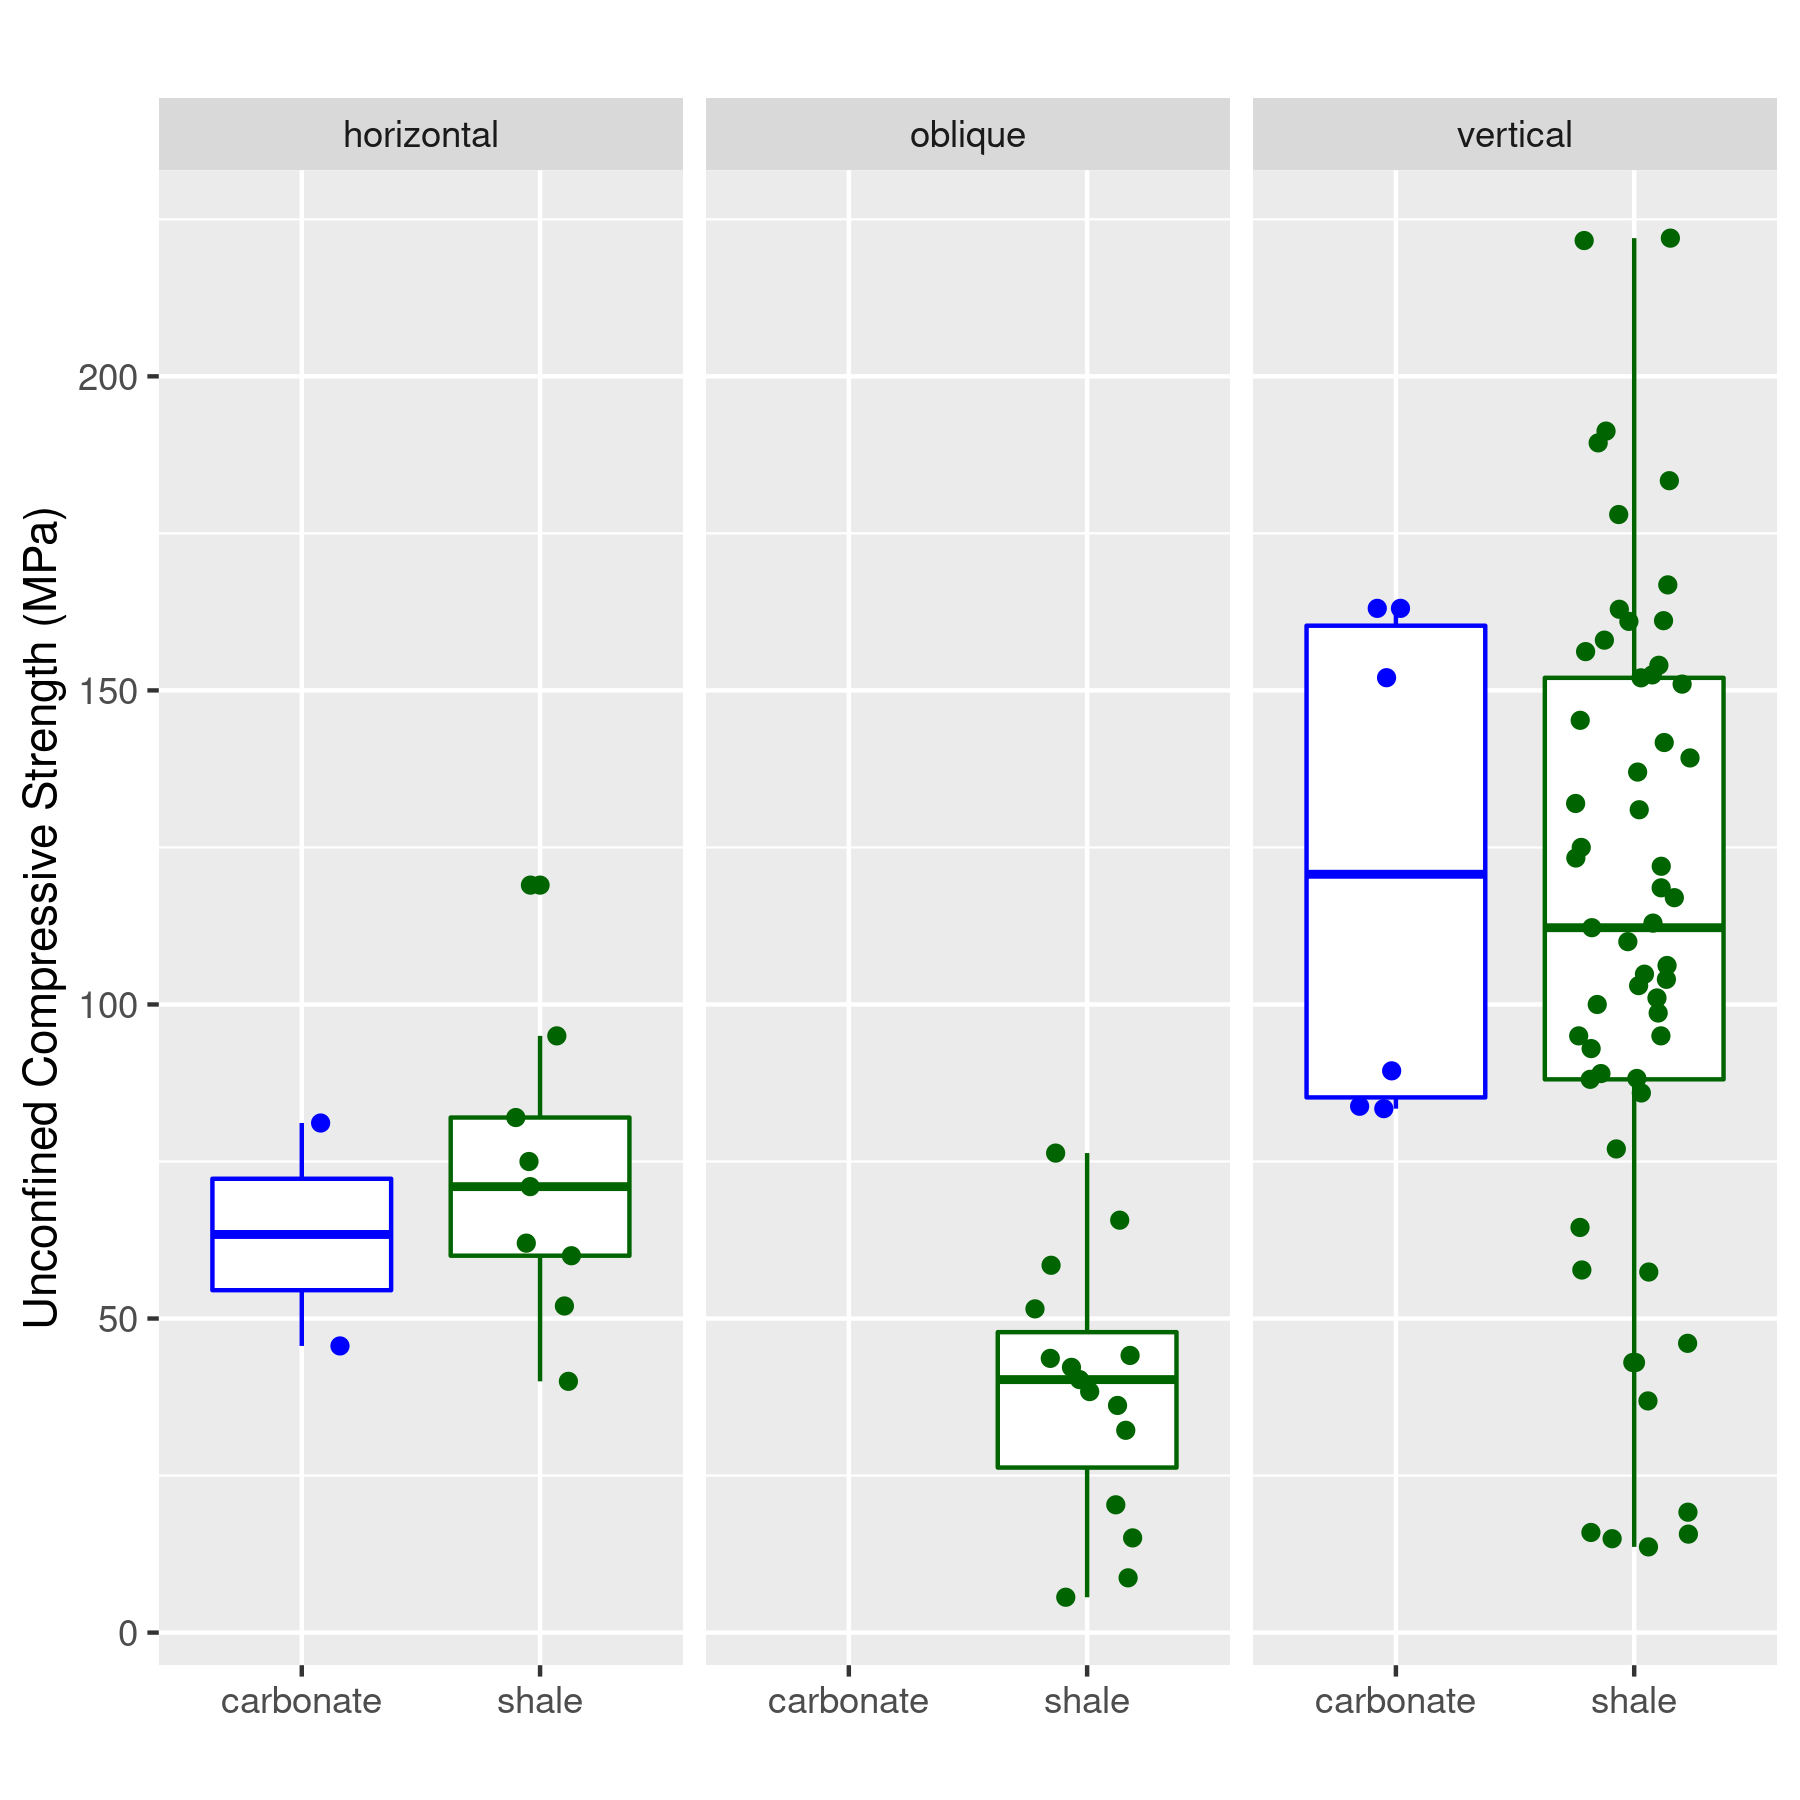 horizontal
oblique
vertical
Unconfined Compressive Strength (MPa)
200
150
100
50
0
carbonate shale carbonate shale carbonate shale